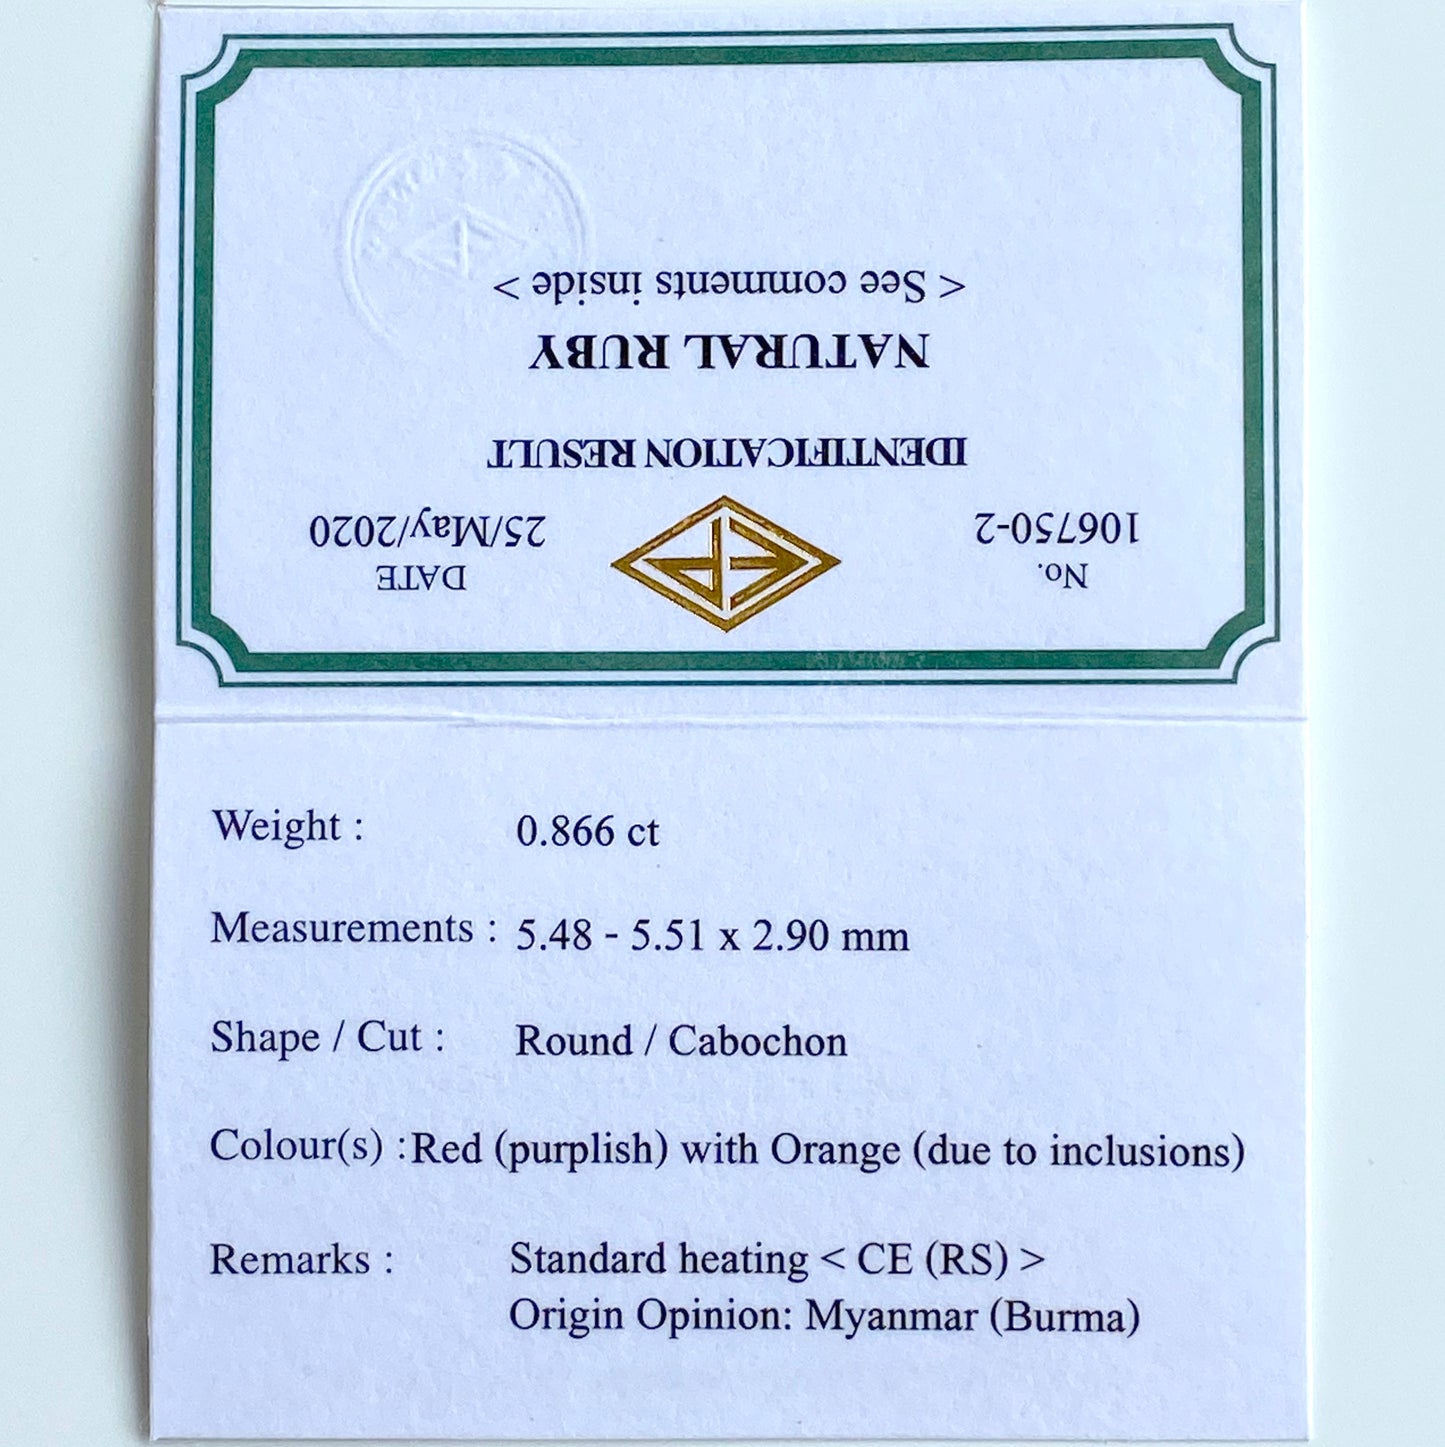 No.
106750-2
DATE
25/May/2020
IDENTIFICATION RESULT
NATURAL RUBY
< See comments inside >
Weight : 0.866 ct
Measurements : 5.48 - 5.51 x 2.90 mm
Shape / Cut : Round / Cabochon
Colour(s) :Red (purplish) with Orange (due to inclusions)
Remarks : Standard heating < CE (RS) >
Origin Opinion: Myanmar (Burma)